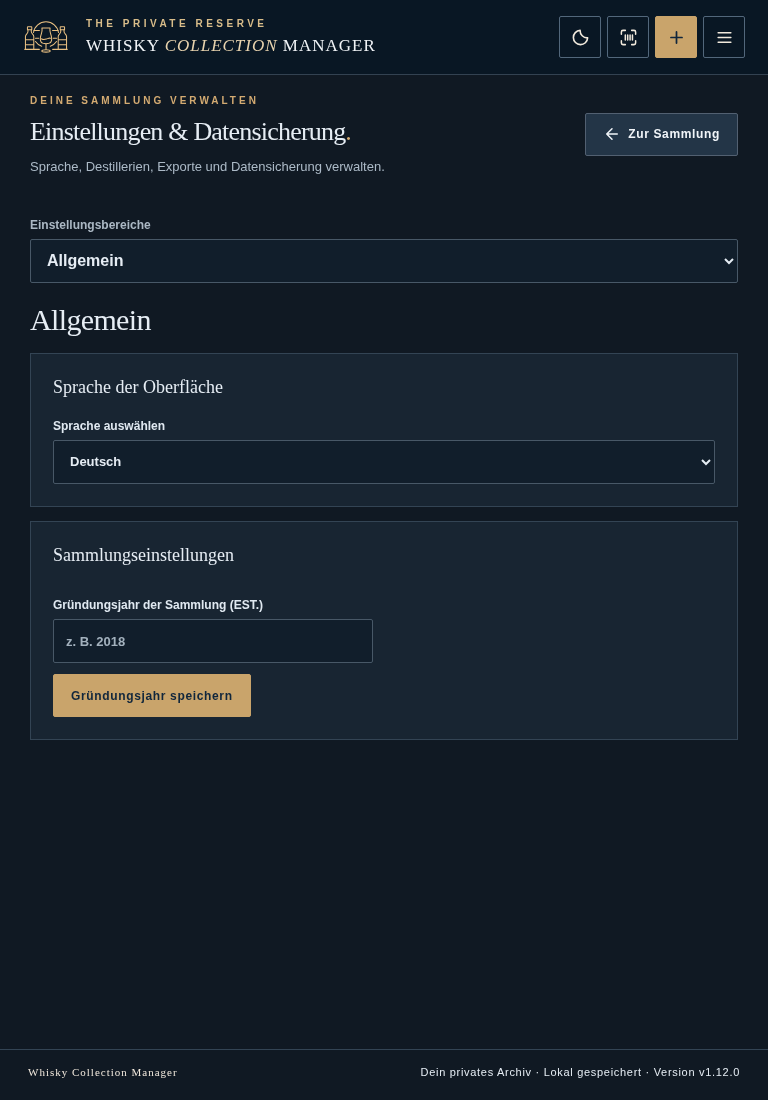 THE PRIVATE RESERVE
WHISKY COLLECTION MANAGER
DEINE SAMMLUNG VERWALTEN
Einstellungen & Datensicherung.
Sprache, Destillerien, Exporte und Datensicherung verwalten.
Zur Sammlung
Einstellungsbereiche
Allgemein
Allgemein
Sprache der Oberfläche
Sprache auswählen
Deutsch
Sammlungseinstellungen
Gründungsjahr der Sammlung (EST.)
z. B. 2018
Gründungsjahr speichern
Whisky Collection Manager
Dein privates Archiv · Lokal gespeichert · Version v1.12.0